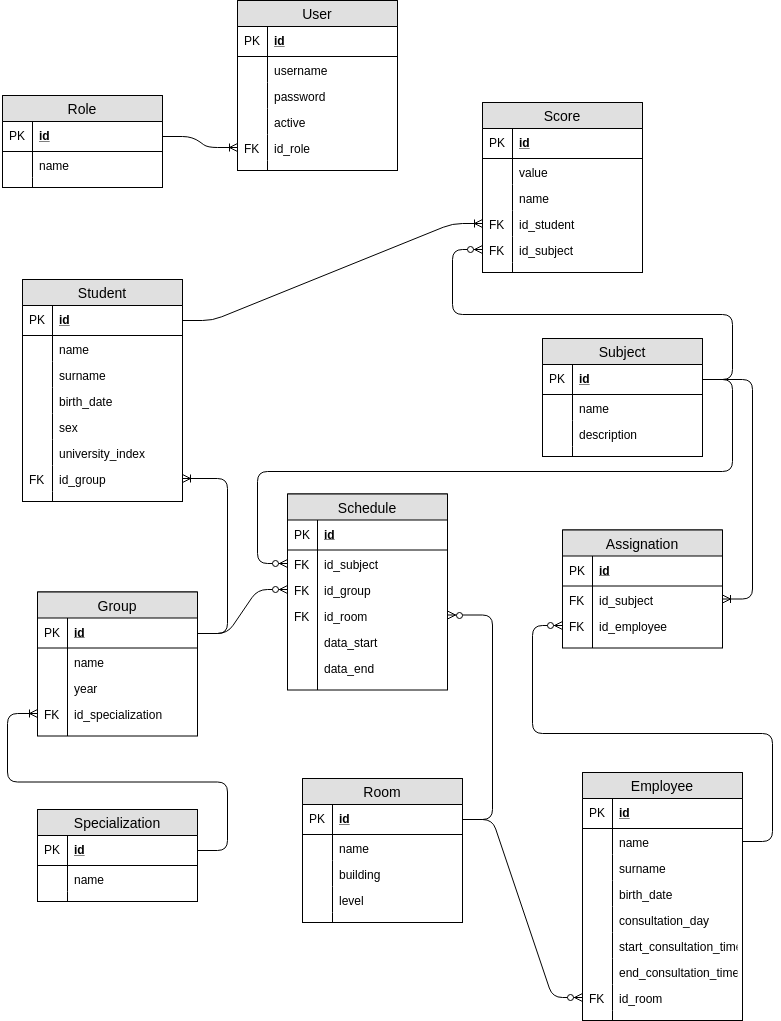 User
PK id
username
password
active
FK id_role
Role
PK id
name
Score
PK id
value
name
FK id_student
FK id_subject
Student
PK id
name
surname
birth_date
sex
university_index
FK id_group
Subject
PK id
name
description
Schedule
PK id
FK id_subject
FK id_group
FK id_room
data_start
data_end
Assignation
PK id
FK id_subject
FK id_employee
Group
PK id
name
year
FK id_specialization
Specialization
PK id
name
Room
PK id
name
building
level
Employee
PK id
name
surname
birth_date
consultation_day
start_consultation_time
end_consultation_time
FK id_room